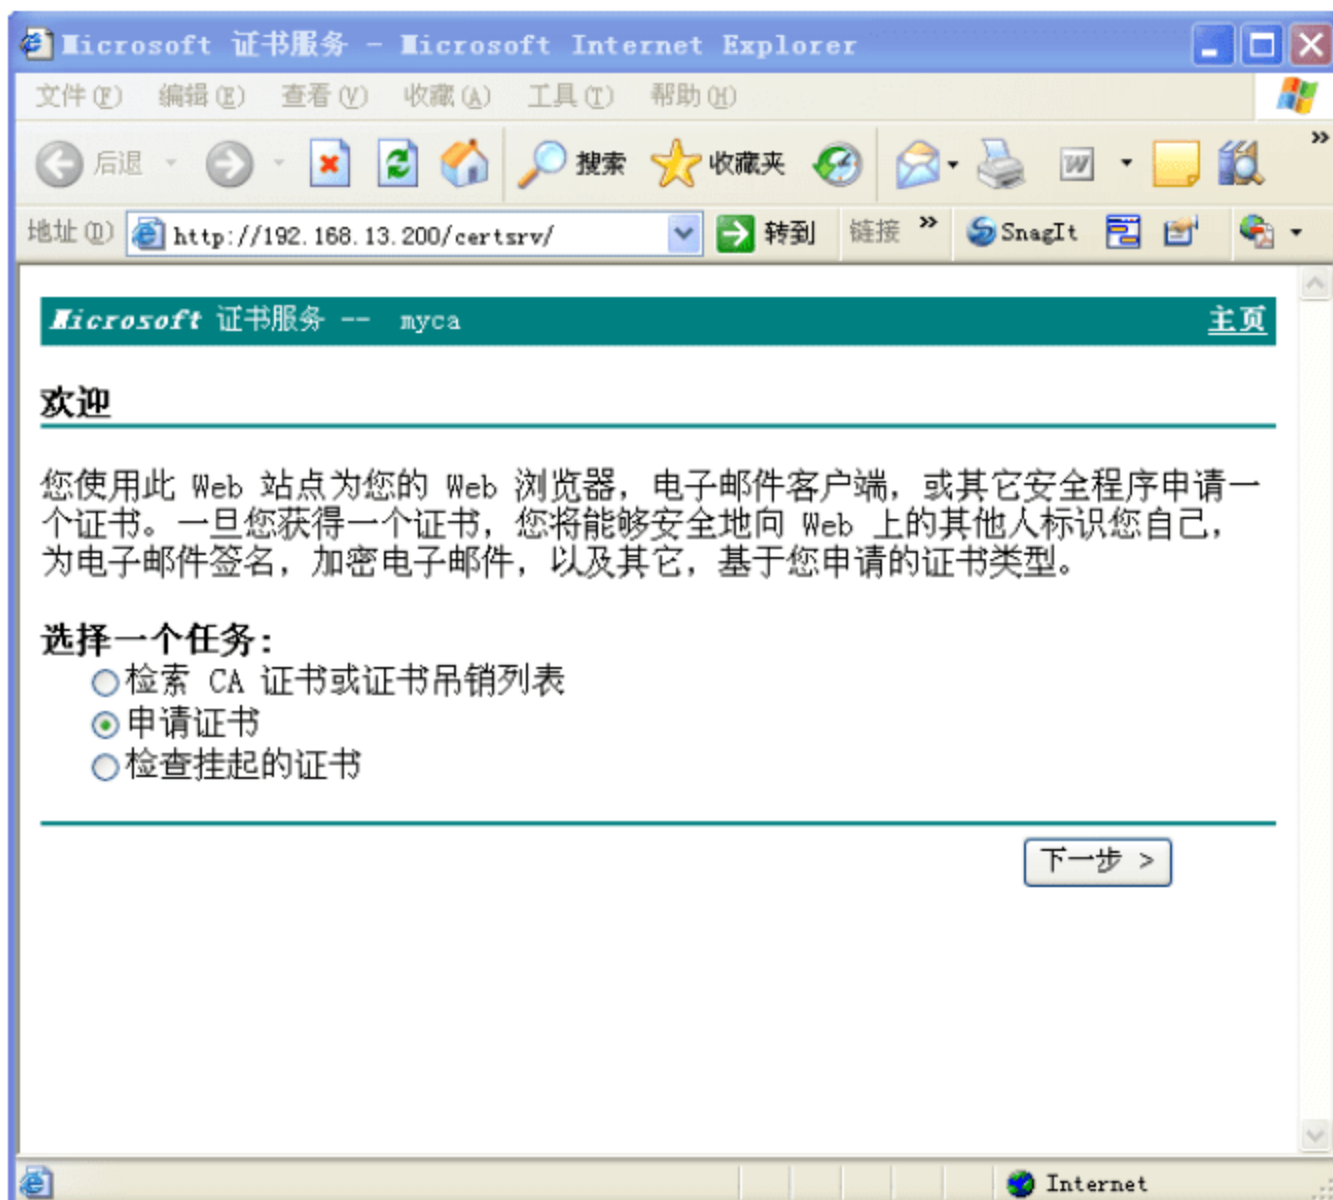 Microsoft 证书服务 - Microsoft Internet Explorer
文件(F) 编辑(E) 查看(V) 收藏(A) 工具(T) 帮助(H)
后退 搜索 收藏夹 W »
地址(D) http://192.168.13.200/certsrv/ 转到 链接 » SnagIt
Microsoft 证书服务 -- myca 主页
欢迎
您使用此 Web 站点为您的 Web 浏览器，电子邮件客户端，或其它安全程序申请一
个证书。一旦您获得一个证书，您将能够安全地向 Web 上的其他人标识您自己，
为电子邮件签名，加密电子邮件，以及其它，基于您申请的证书类型。
选择一个任务:
检索 CA 证书或证书吊销列表
申请证书
检查挂起的证书
下一步 >
Internet